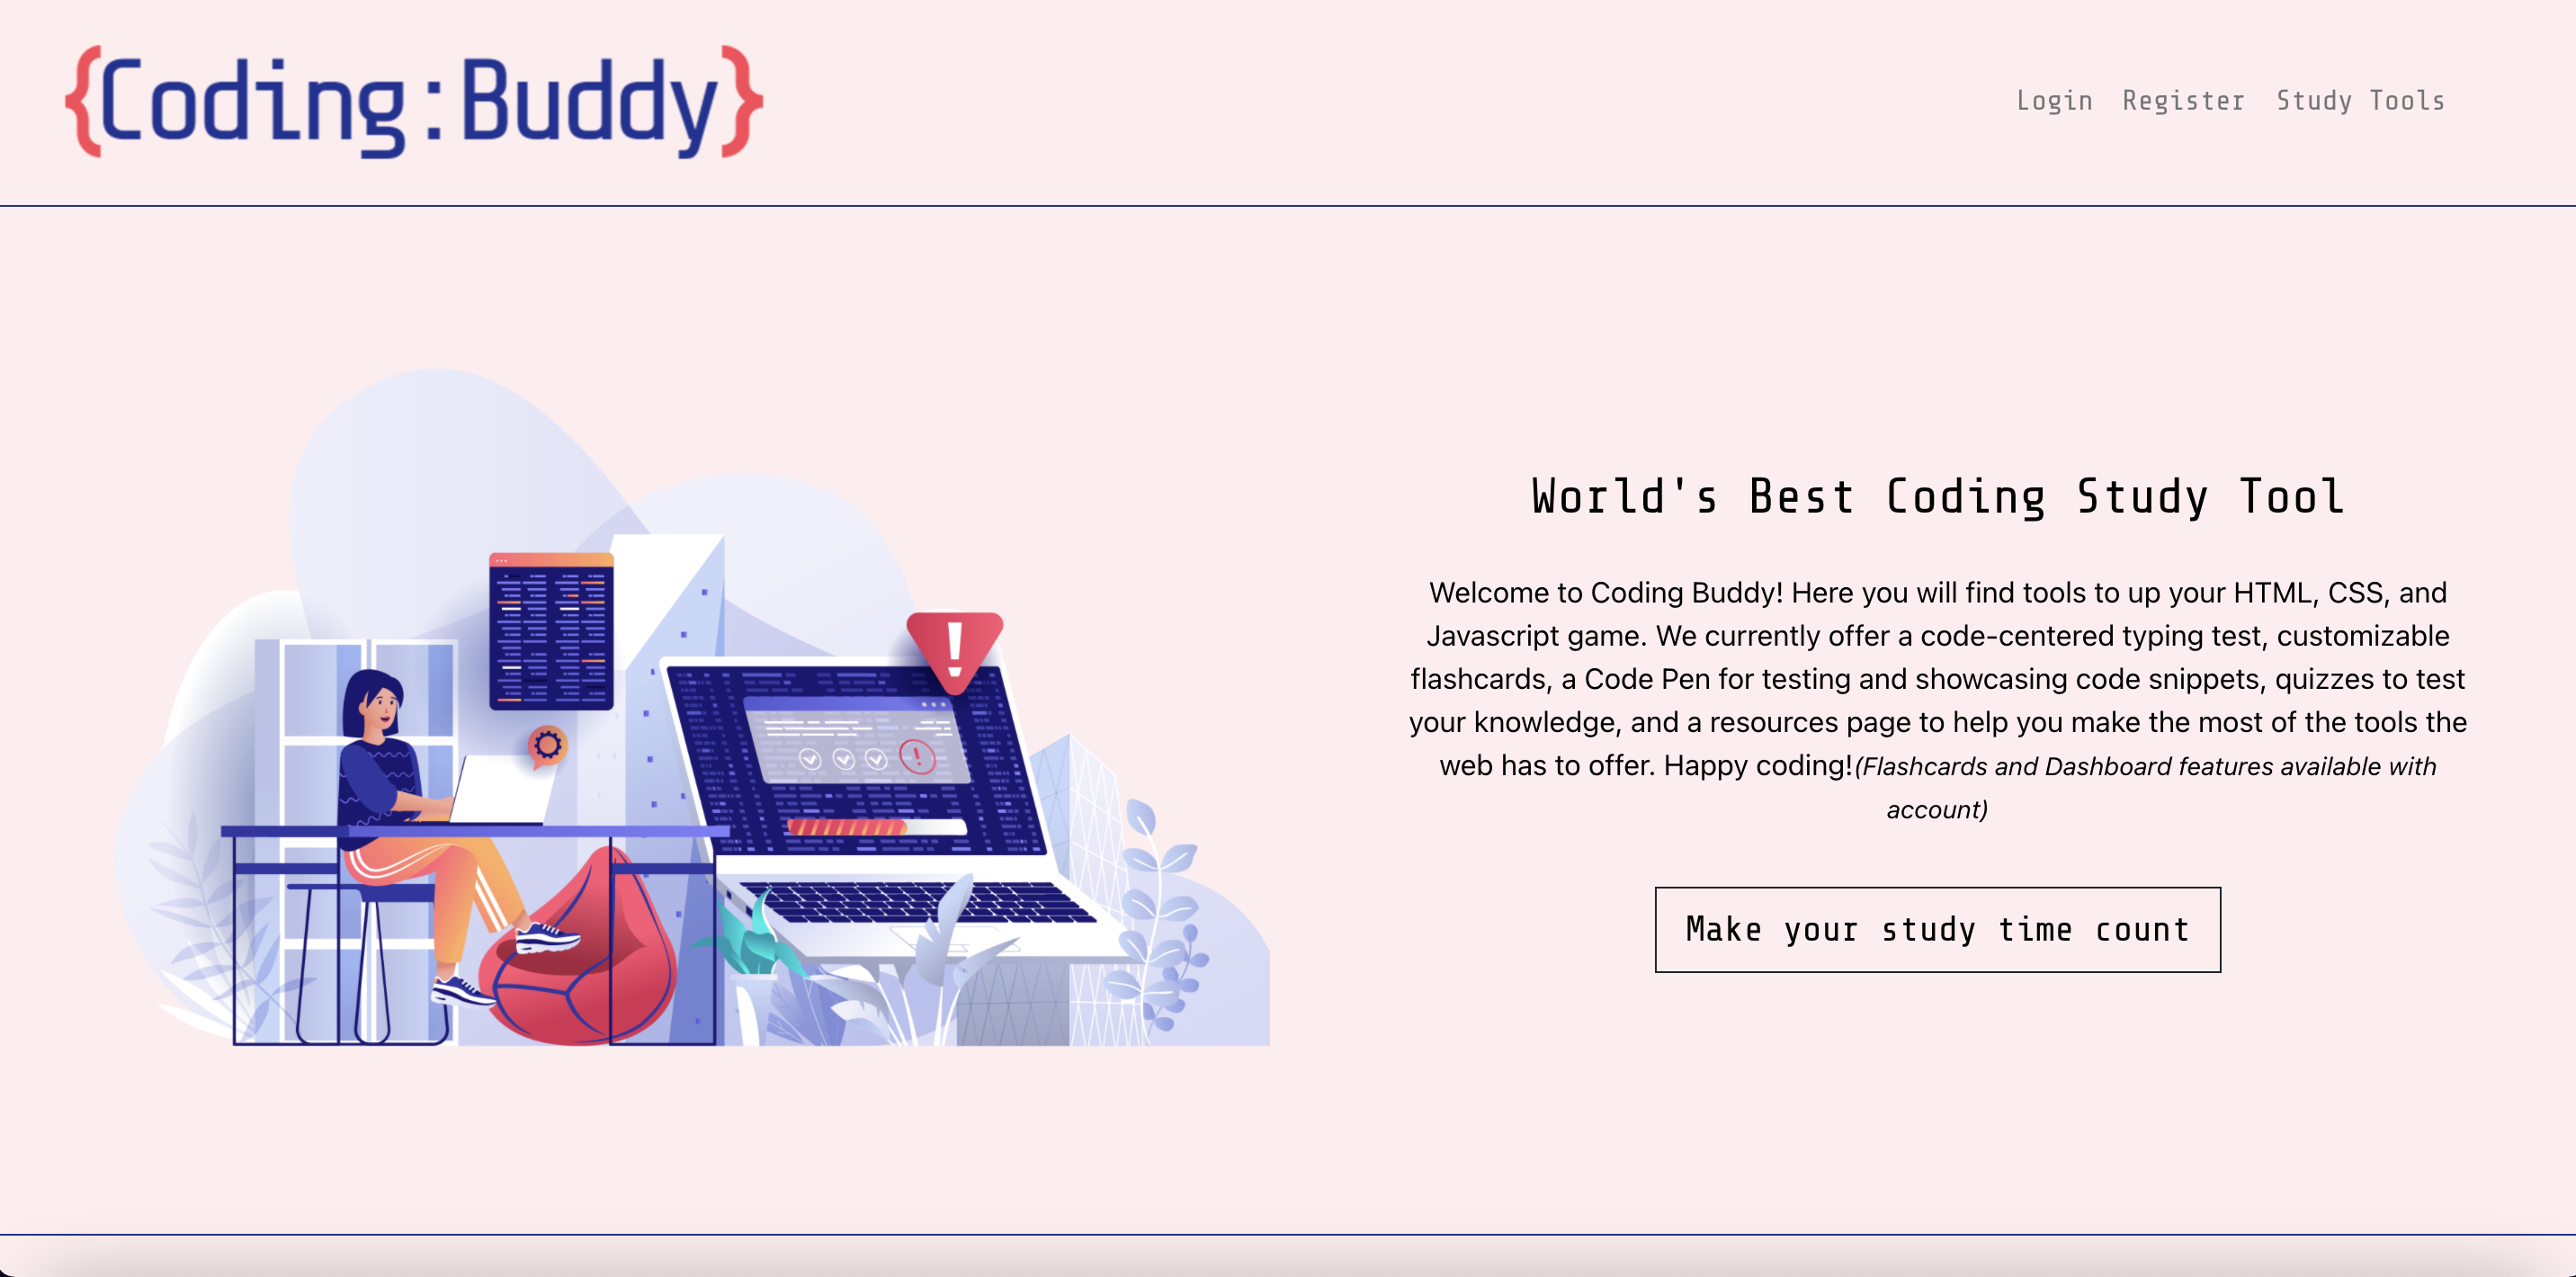 {Coding:Buddy}
Login Register Study Tools
World's Best Coding Study Tool
Welcome to Coding Buddy! Here you will find tools to up your HTML, CSS, and
Javascript game. We currently offer a code-centered typing test, customizable
flashcards, a Code Pen for testing and showcasing code snippets, quizzes to test
your knowledge, and a resources page to help you make the most of the tools the
web has to offer. Happy coding!(Flashcards and Dashboard features available with
account)
Make your study time count